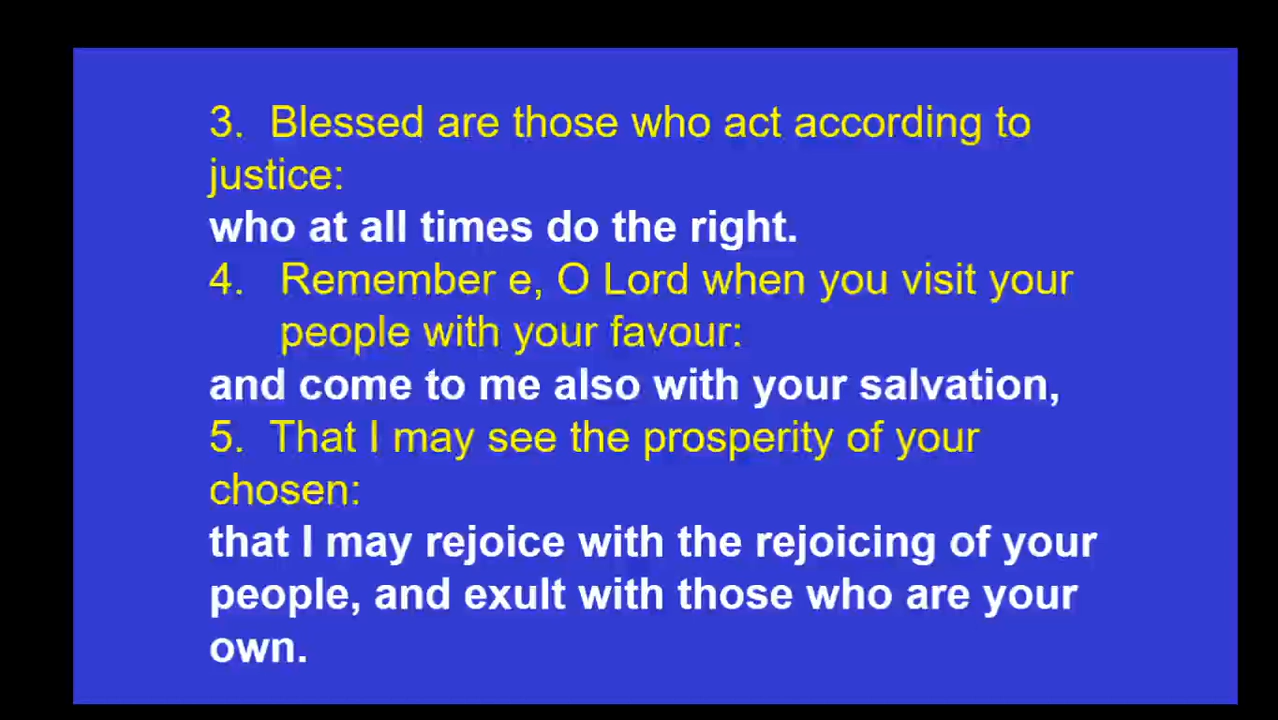 3. Blessed are those who act according to
justice:
who at all times do the right.
4. Remember e, O Lord when you visit your
people with your favour:
and come to me also with your salvation,
5. That I may see the prosperity of your
chosen:
that I may rejoice with the rejoicing of your
people, and exult with those who are your
own.